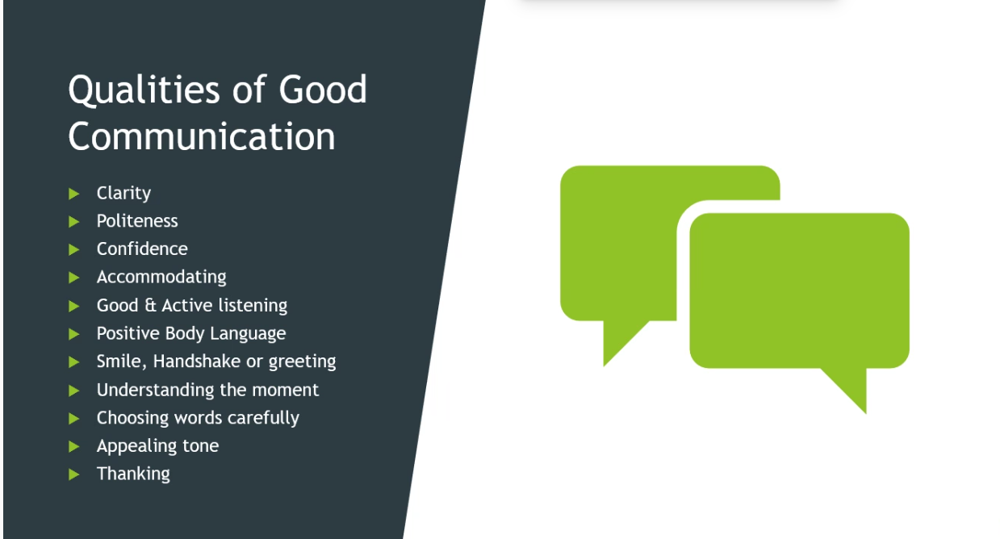 Qualities of Good
Communication
Clarity
Politeness
Confidence
Accommodating
Good & Active listening
Positive Body Language
Smile, Handshake or greeting
Understanding the moment
Choosing words carefully
Appealing tone
Thanking